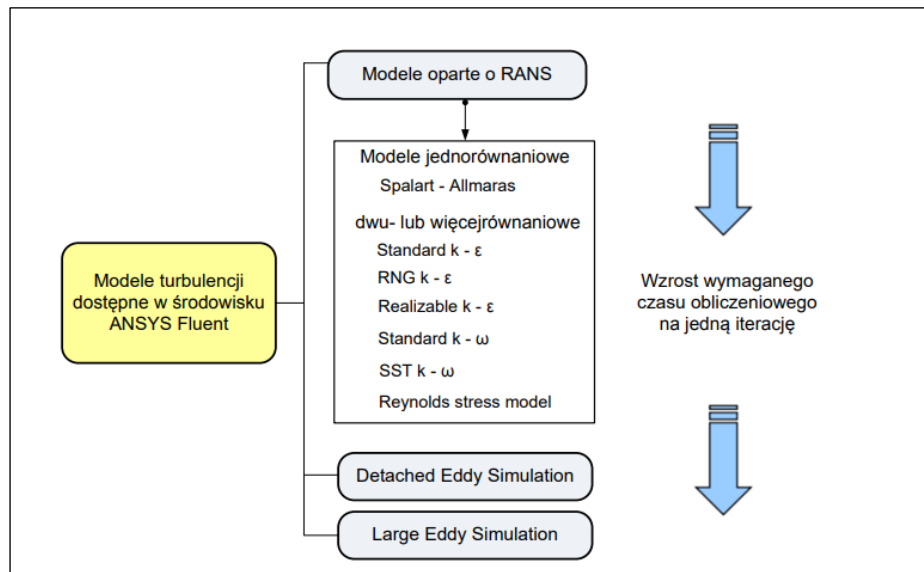 Modele oparte o RANS
Modele jednorównaniowe
Spalart - Allmaras
dwu- lub więcejrównaniowe
Standard k - ε
RNG k - ε
Realizable k - ε
Standard k - ω
SST k - ω
Reynolds stress model
Modele turbulencji
dostępne w środowisku
ANSYS Fluent
Wzrost wymaganego
czasu obliczeniowego
na jedną iterację
Detached Eddy Simulation
Large Eddy Simulation